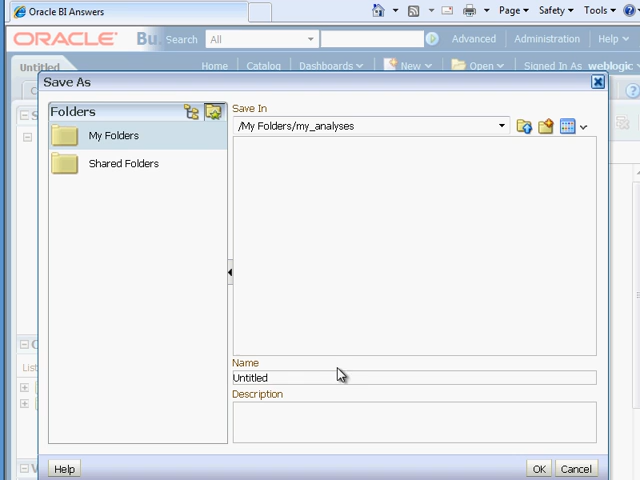 Oracle BI Answers
Page Safety Tools
ORACLE Bu. Search All Advanced Administration Help
Untitled Home Catalog Dashboards New Open Signed In As weblogic
Save As
Folders
My Folders
Shared Folders
Save In
/My Folders/my_analyses
Name
Untitled
Description
List
Help OK Cancel